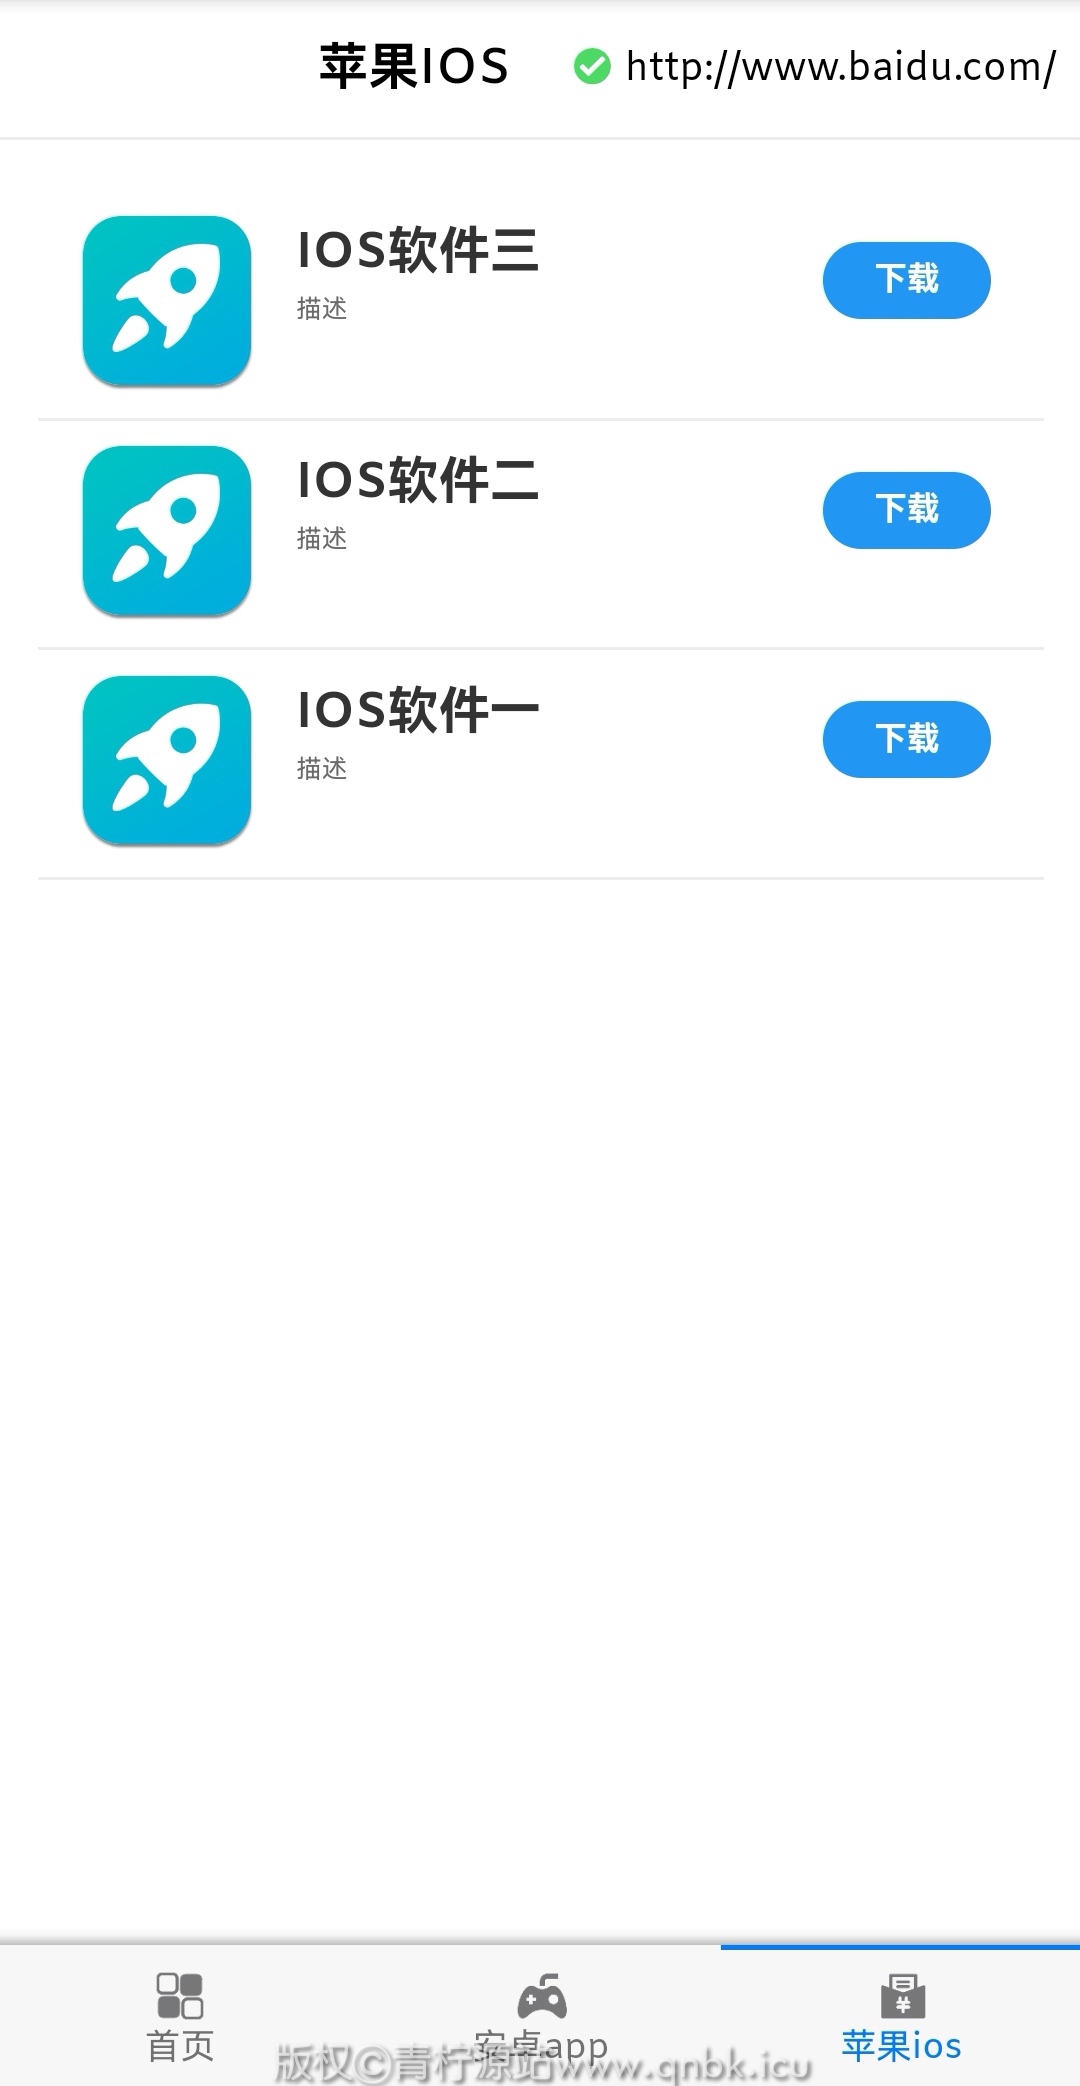 苹果IOS http://www.baidu.com/
IOS软件三
描述
下载
IOS软件二
描述
下载
IOS软件一
描述
下载
首页 安卓app 苹果ios
版权©青柠源站www.qnbk.icu